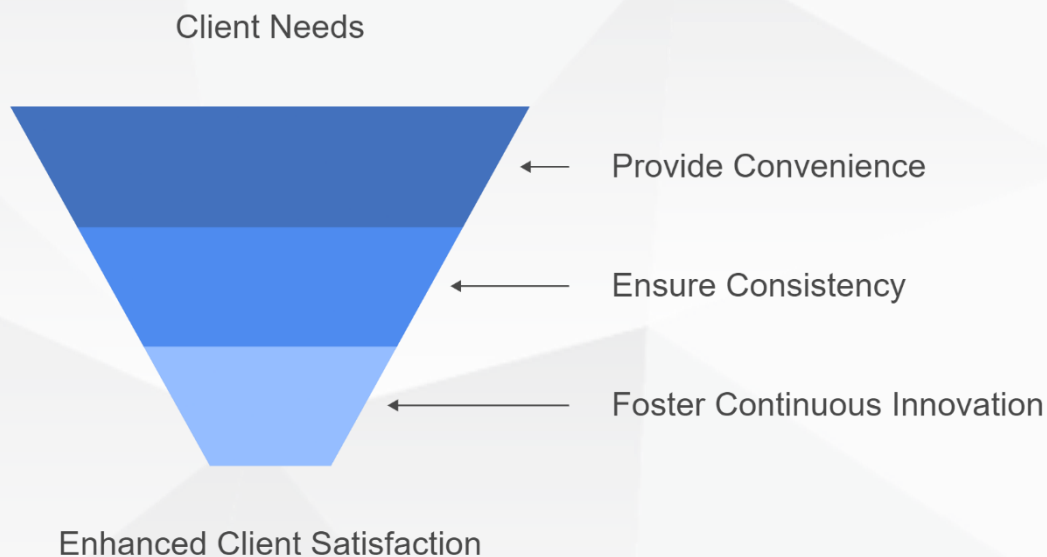 Client Needs
Provide Convenience
Ensure Consistency
Foster Continuous Innovation
Enhanced Client Satisfaction